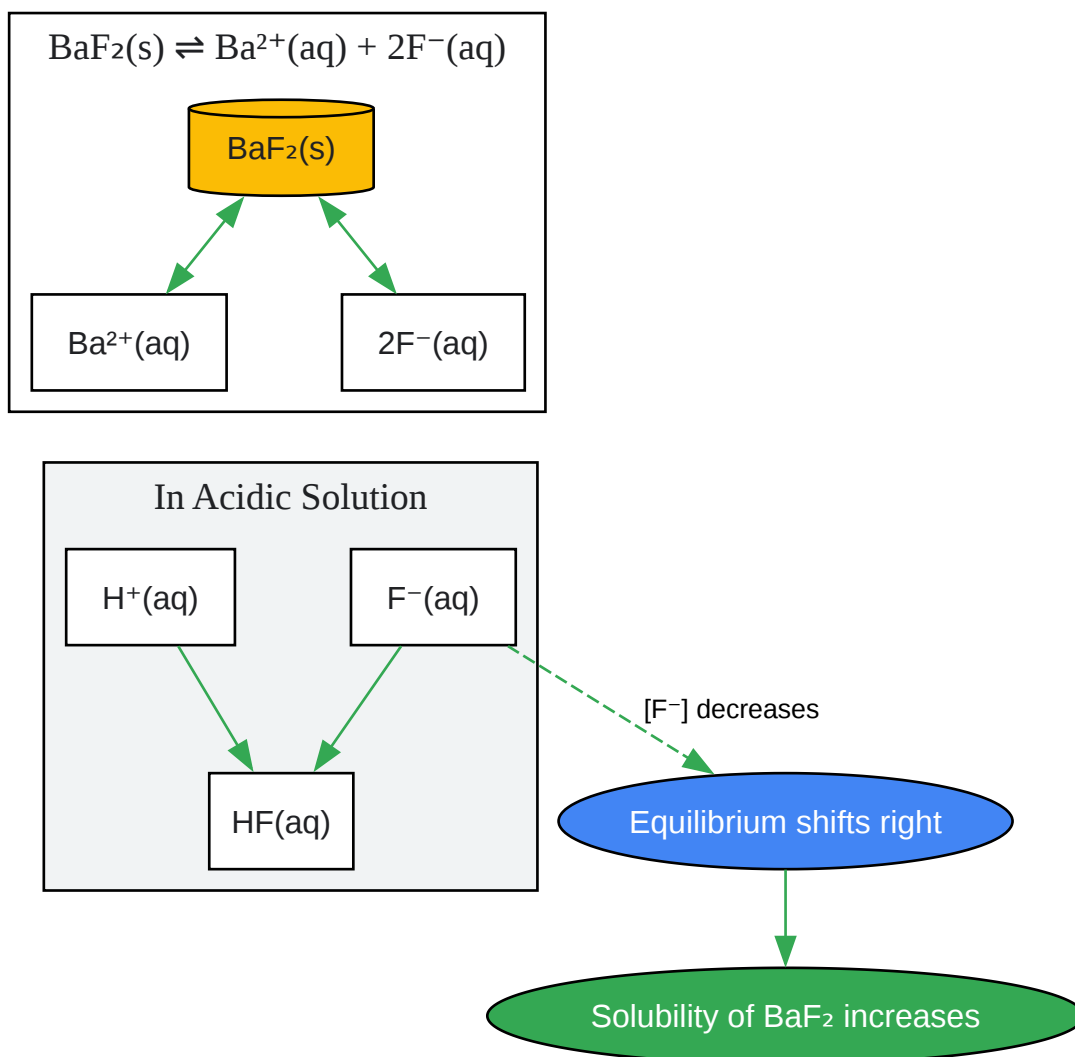 BaF₂(s) ⇌ Ba²⁺(aq) + 2F⁻(aq)
BaF₂(s)
Ba²⁺(aq)
2F⁻(aq)
In Acidic Solution
H⁺(aq)
F⁻(aq)
[F⁻] decreases
HF(aq)
Equilibrium shifts right
Solubility of BaF₂ increases